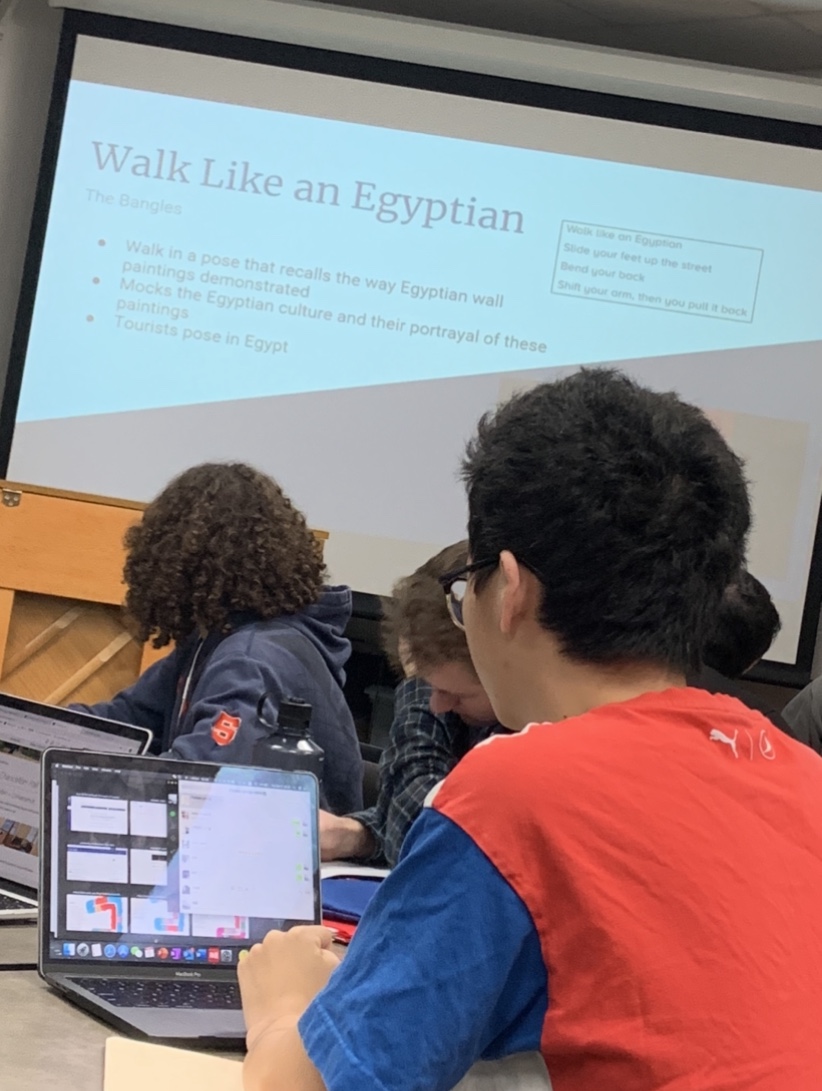 Walk Like an Egyptian
The Bangles
• Walk in a pose that recalls the way Egyptian wall
paintings demonstrated
• Mocks the Egyptian culture and their portrayal of these
paintings
• Tourists pose in Egypt
Walk like an Egyptian
Slide your feet up the street
Bend your back
Shift your arm, then you pull it back
S
MacBook Pro